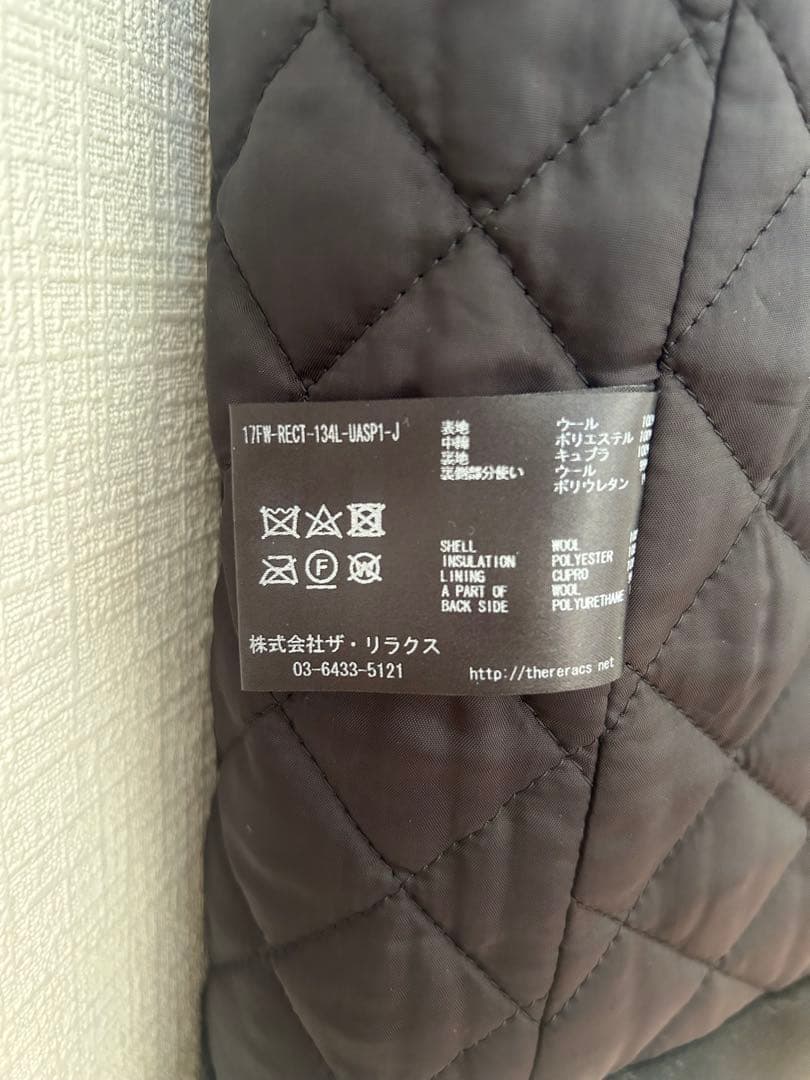 17FW-RECT-134L-UASP1-J
表地 ウール
中綿 ポリエステル
裏地 キュプラ
裏側部分使い ウール
ポリウレタン
SHELL WOOL
INSULATION POLYESTER
LINING CUPRO
A PART OF WOOL
BACK SIDE POLYURETHANE
F
W
株式会社ザ・リラクス
03-6433-5121
http://thereracs.net